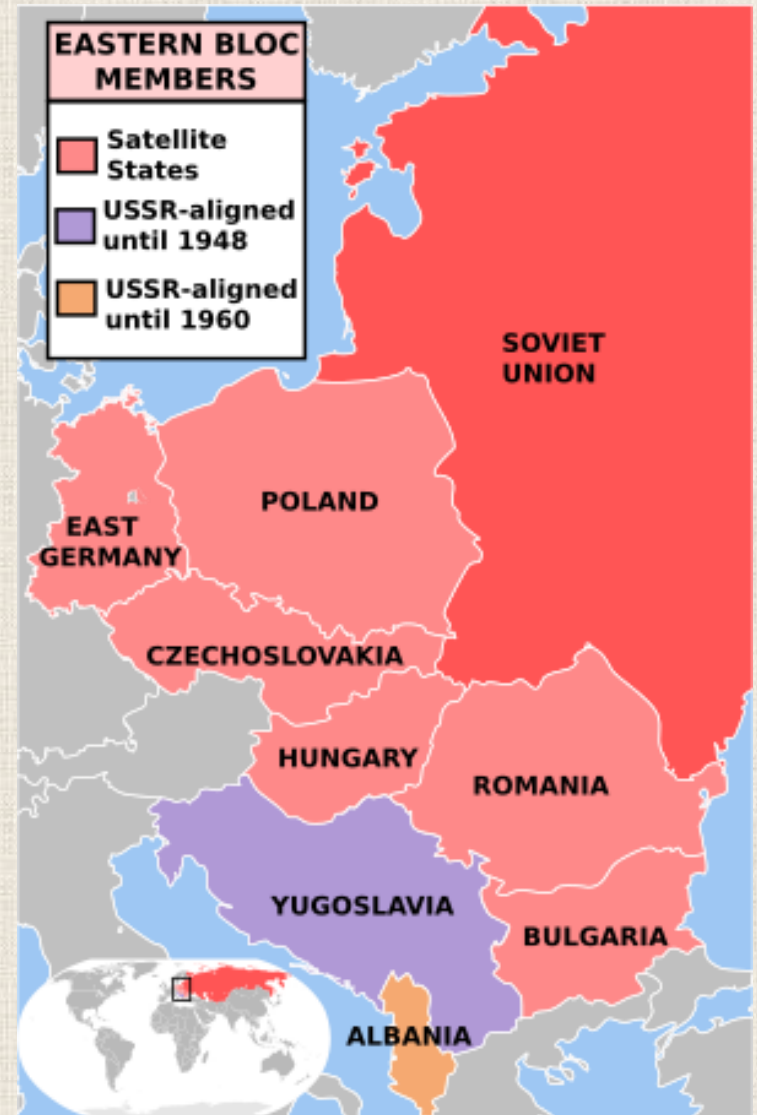 EASTERN BLOC
MEMBERS
Satellite
States
USSR-aligned
until 1948
USSR-aligned
until 1960
SOVIET
UNION
POLAND
EAST
GERMANY
CZECHOSLOVAKIA
HUNGARY
ROMANIA
YUGOSLAVIA
BULGARIA
ALBANIA